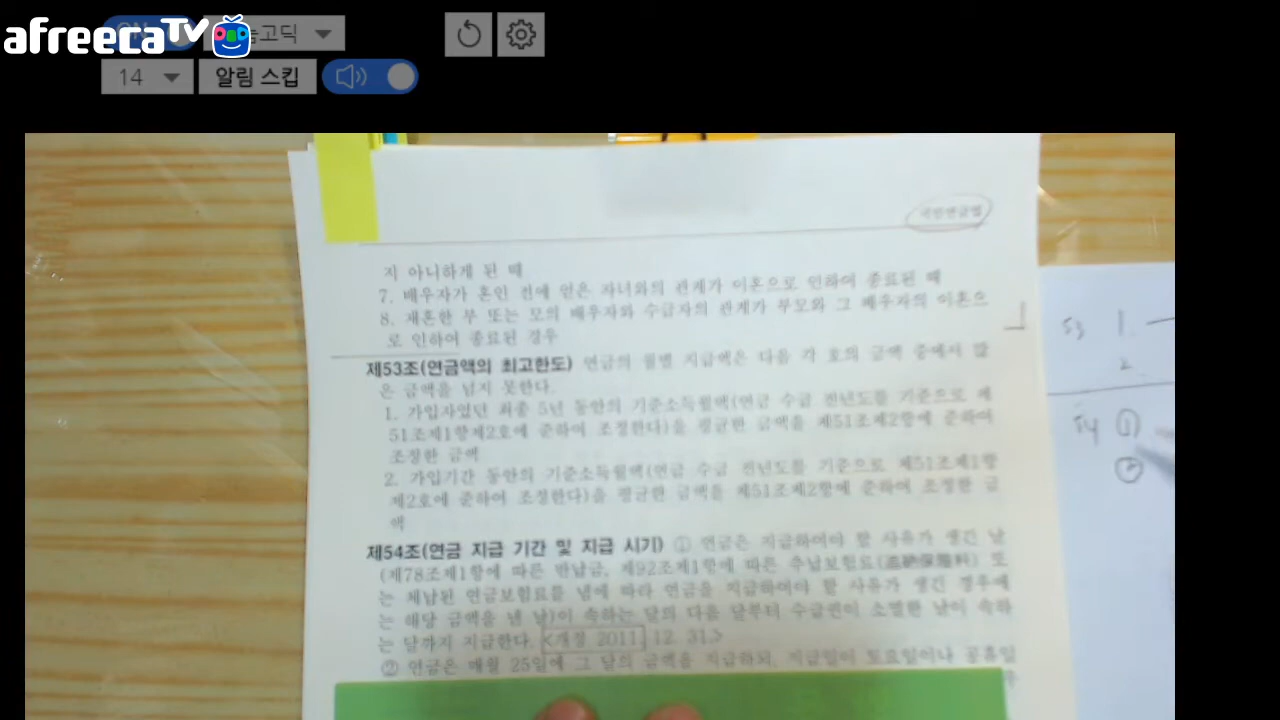 afreecaTV
ON 나눔고딕
14 알림 스킵
국민연금법
지 아니하게 된 때
7. 배우자가 혼인 전에 얻은 자녀와의 관계가 이혼으로 인하여 종료된 때
8. 재혼한 부 또는 모의 배우자와 수급자의 관계가 부모와 그 배우자의 이혼으
로 인하여 종료된 경우
제53조(연금액의 최고한도) 연금의 월별 지급액은 다음 각 호의 금액 중에서 많
은 금액을 넘지 못한다.
1. 가입자였던 최종 5년 동안의 기준소득월액(연금 수급 전년도를 기준으로 제
51조제1항제2호에 준하여 조정한다)을 평균한 금액을 제51조제2항에 준하여
조정한 금액
2. 가입기간 동안의 기준소득월액(연금 수급 전년도를 기준으로 제51조제1항
제2호에 준하여 조정한다)을 평균한 금액을 제51조제2항에 준하여 조정한 금
액
제54조(연금 지급 기간 및 지급 시기) ① 연금은 지급하여야 할 사유가 생긴 날
(제78조제1항에 따른 반납금, 제92조제1항에 따른 추납보험료(追納保險料) 또
는 체납된 연금보험료를 냄에 따라 연금을 지급하여야 할 사유가 생긴 경우에
는 해당 금액을 낸 날)이 속하는 달의 다음 달부터 수급권이 소멸한 날이 속하
는 달까지 지급한다. <개정 2011. 12. 31.>
② 연금은 매월 25일에 그 달의 금액을 지급하되, 지급일이 토요일이나 공휴일
53 1.
2
54 ①
②